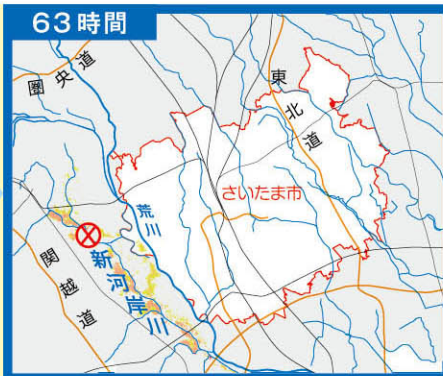 63時間
圏央道
東北道
さいたま市
荒川
新河岸川
関越道